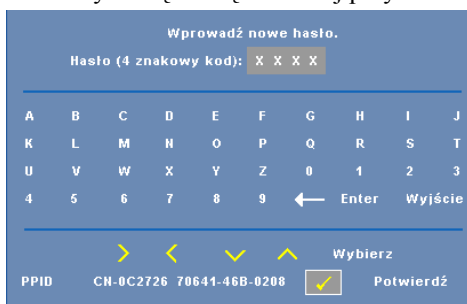 Wprowadź nowe hasło.
Hasło (4 znakowy kod): X X X X
A B C D E F G H I J
K L M N O P Q R S T
U V W X Y Z 0 1 2 3
4 5 6 7 8 9 ← Enter Wyjście
Wybierz
PPID CN-0C2726 70641-46B-0208 ✓ Potwierdź